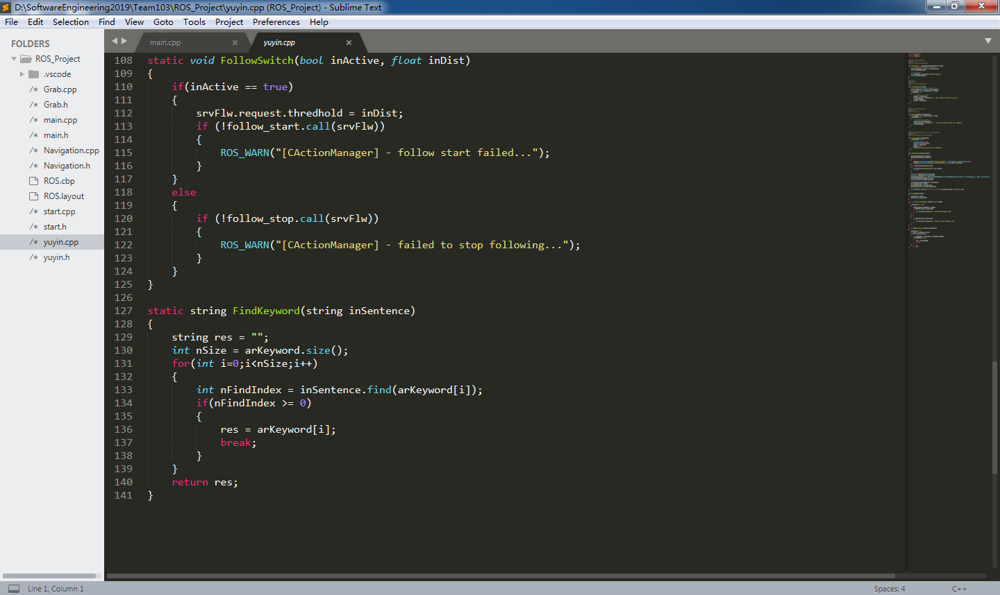 D:\SoftwareEngineering2019\Team103\ROS_Project\yuyin.cpp (ROS_Project) - Sublime Text
File Edit Selection Find View Goto Tools Project Preferences Help
FOLDERS
ROS_Project
.vscode
/* Grab.cpp
/* Grab.h
/* main.cpp
/* main.h
/* Navigation.cpp
/* Navigation.h
ROS.cbp
ROS.layout
/* start.cpp
/* start.h
/* yuyin.cpp
/* yuyin.h
main.cpp × yuyin.cpp ×
108 static void FollowSwitch(bool inActive, float inDist)
109 {
110     if(inActive == true)
111     {
112         srvFlw.request.thredhold = inDist;
113         if (!follow_start.call(srvFlw))
114         {
115             ROS_WARN("[CActionManager] - follow start failed...");
116         }
117     }
118     else
119     {
120         if (!follow_stop.call(srvFlw))
121         {
122             ROS_WARN("[CActionManager] - failed to stop following...");
123         }
124     }
125 }
126
127 static string FindKeyword(string inSentence)
128 {
129     string res = "";
130     int nSize = arKeyword.size();
131     for(int i=0;i<nSize;i++)
132     {
133         int nFindIndex = inSentence.find(arKeyword[i]);
134         if(nFindIndex >= 0)
135         {
136             res = arKeyword[i];
137             break;
138         }
139     }
140     return res;
141 }
Line 1, Column 1 Spaces: 4 C++